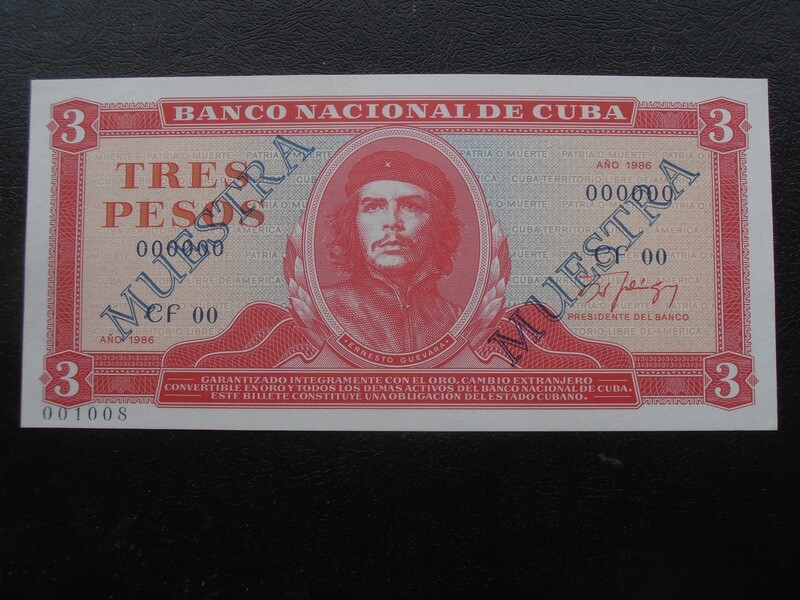 BANCO NACIONAL DE CUBA
3
3
TRES
PESOS
MUESTRA
000000
CF 00
AÑO 1986
AÑO 1986
000000
CF 00
MUESTRA
PRESIDENTE DEL BANCO
PATRIA O MUERTE
CUBA TERRITORIO LIBRE DE AMERICA
ERNESTO GUEVARA
3
3
GARANTIZADO INTEGRAMENTE CON EL ORO, CAMBIO EXTRANJERO
CONVERTIBLE EN ORO Y TODOS LOS DEMAS ACTIVOS DEL BANCO NACIONAL DE CUBA.
ESTE BILLETE CONSTITUYE UNA OBLIGACION DEL ESTADO CUBANO.
001008